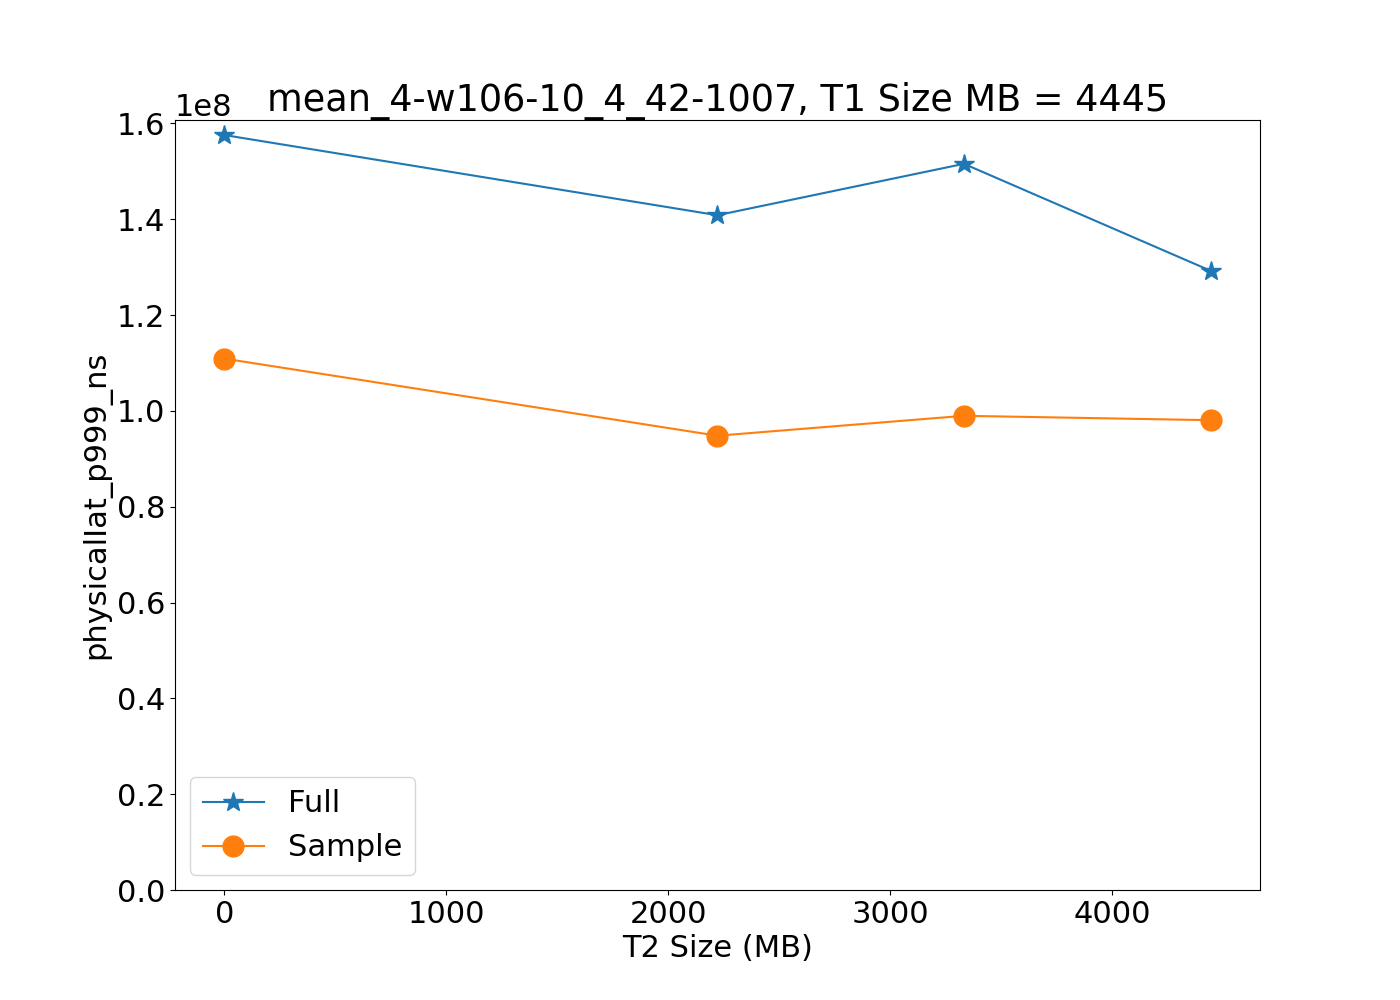 mean_4-w106-10_4_42-1007, T1 Size MB = 4445
1e8
1.6
1.4
1.2
1.0
0.8
0.6
0.4
0.2
0.0
physicallat_p999_ns
Full
Sample
0 1000 2000 3000 4000
T2 Size (MB)